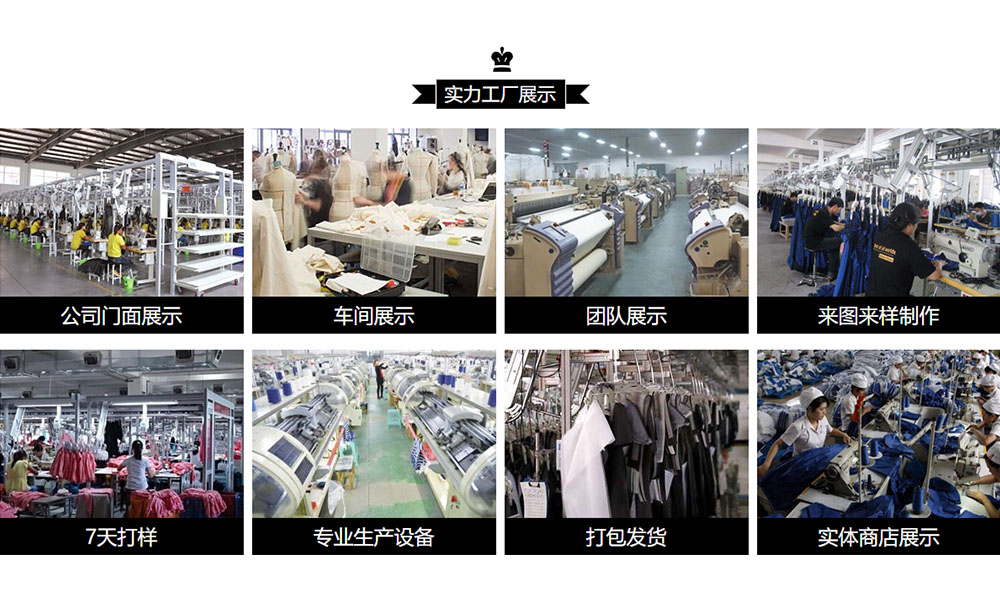 实力工厂展示
公司门面展示
车间展示
团队展示
来图来样制作
7天打样
专业生产设备
打包发货
实体商店展示